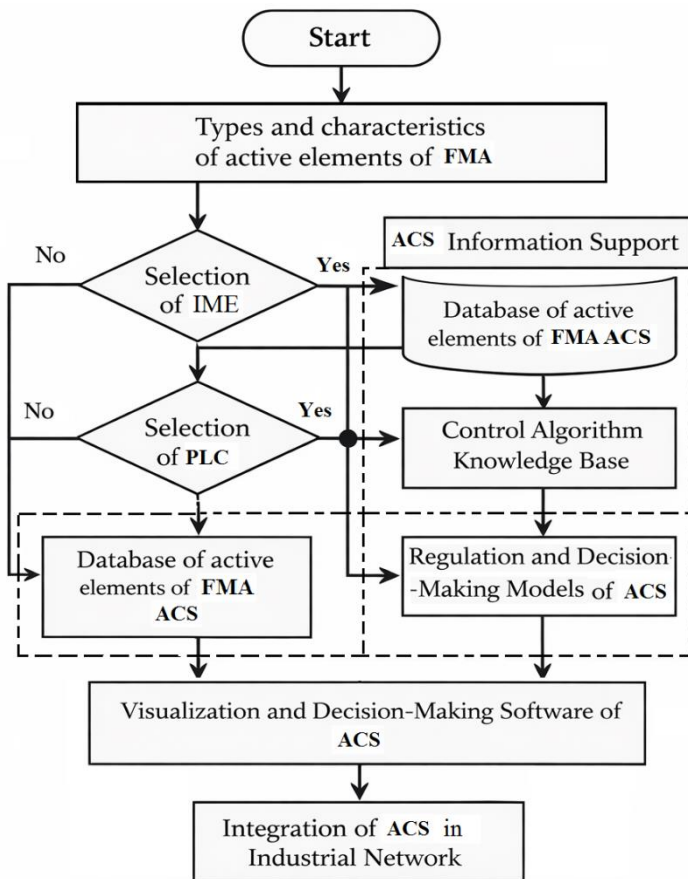 Start
Types and characteristics
of active elements of FMA
ACS Information Support
No
Yes
Selection
of IME
Database of active
elements of FMA ACS
No
Yes
Selection
of PLC
Control Algorithm
Knowledge Base
Database of active
elements of FMA
ACS
Regulation and Decision-
-Making Models of ACS
Visualization and Decision-Making Software of
ACS
Integration of ACS in
Industrial Network